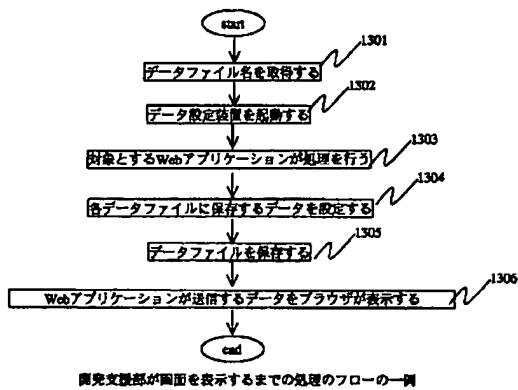 start
1301
データファイル名を取得する
1302
データ設定装置を起動する
1303
対象とするWebアプリケーションが処理を行う
1304
各データファイルに保存するデータを設定する
1305
データファイルを保存する
1306
Webアプリケーションが送信するデータをブラウザが表示する
end
開発支援部が画面を表示するまでの処理のフローの一例